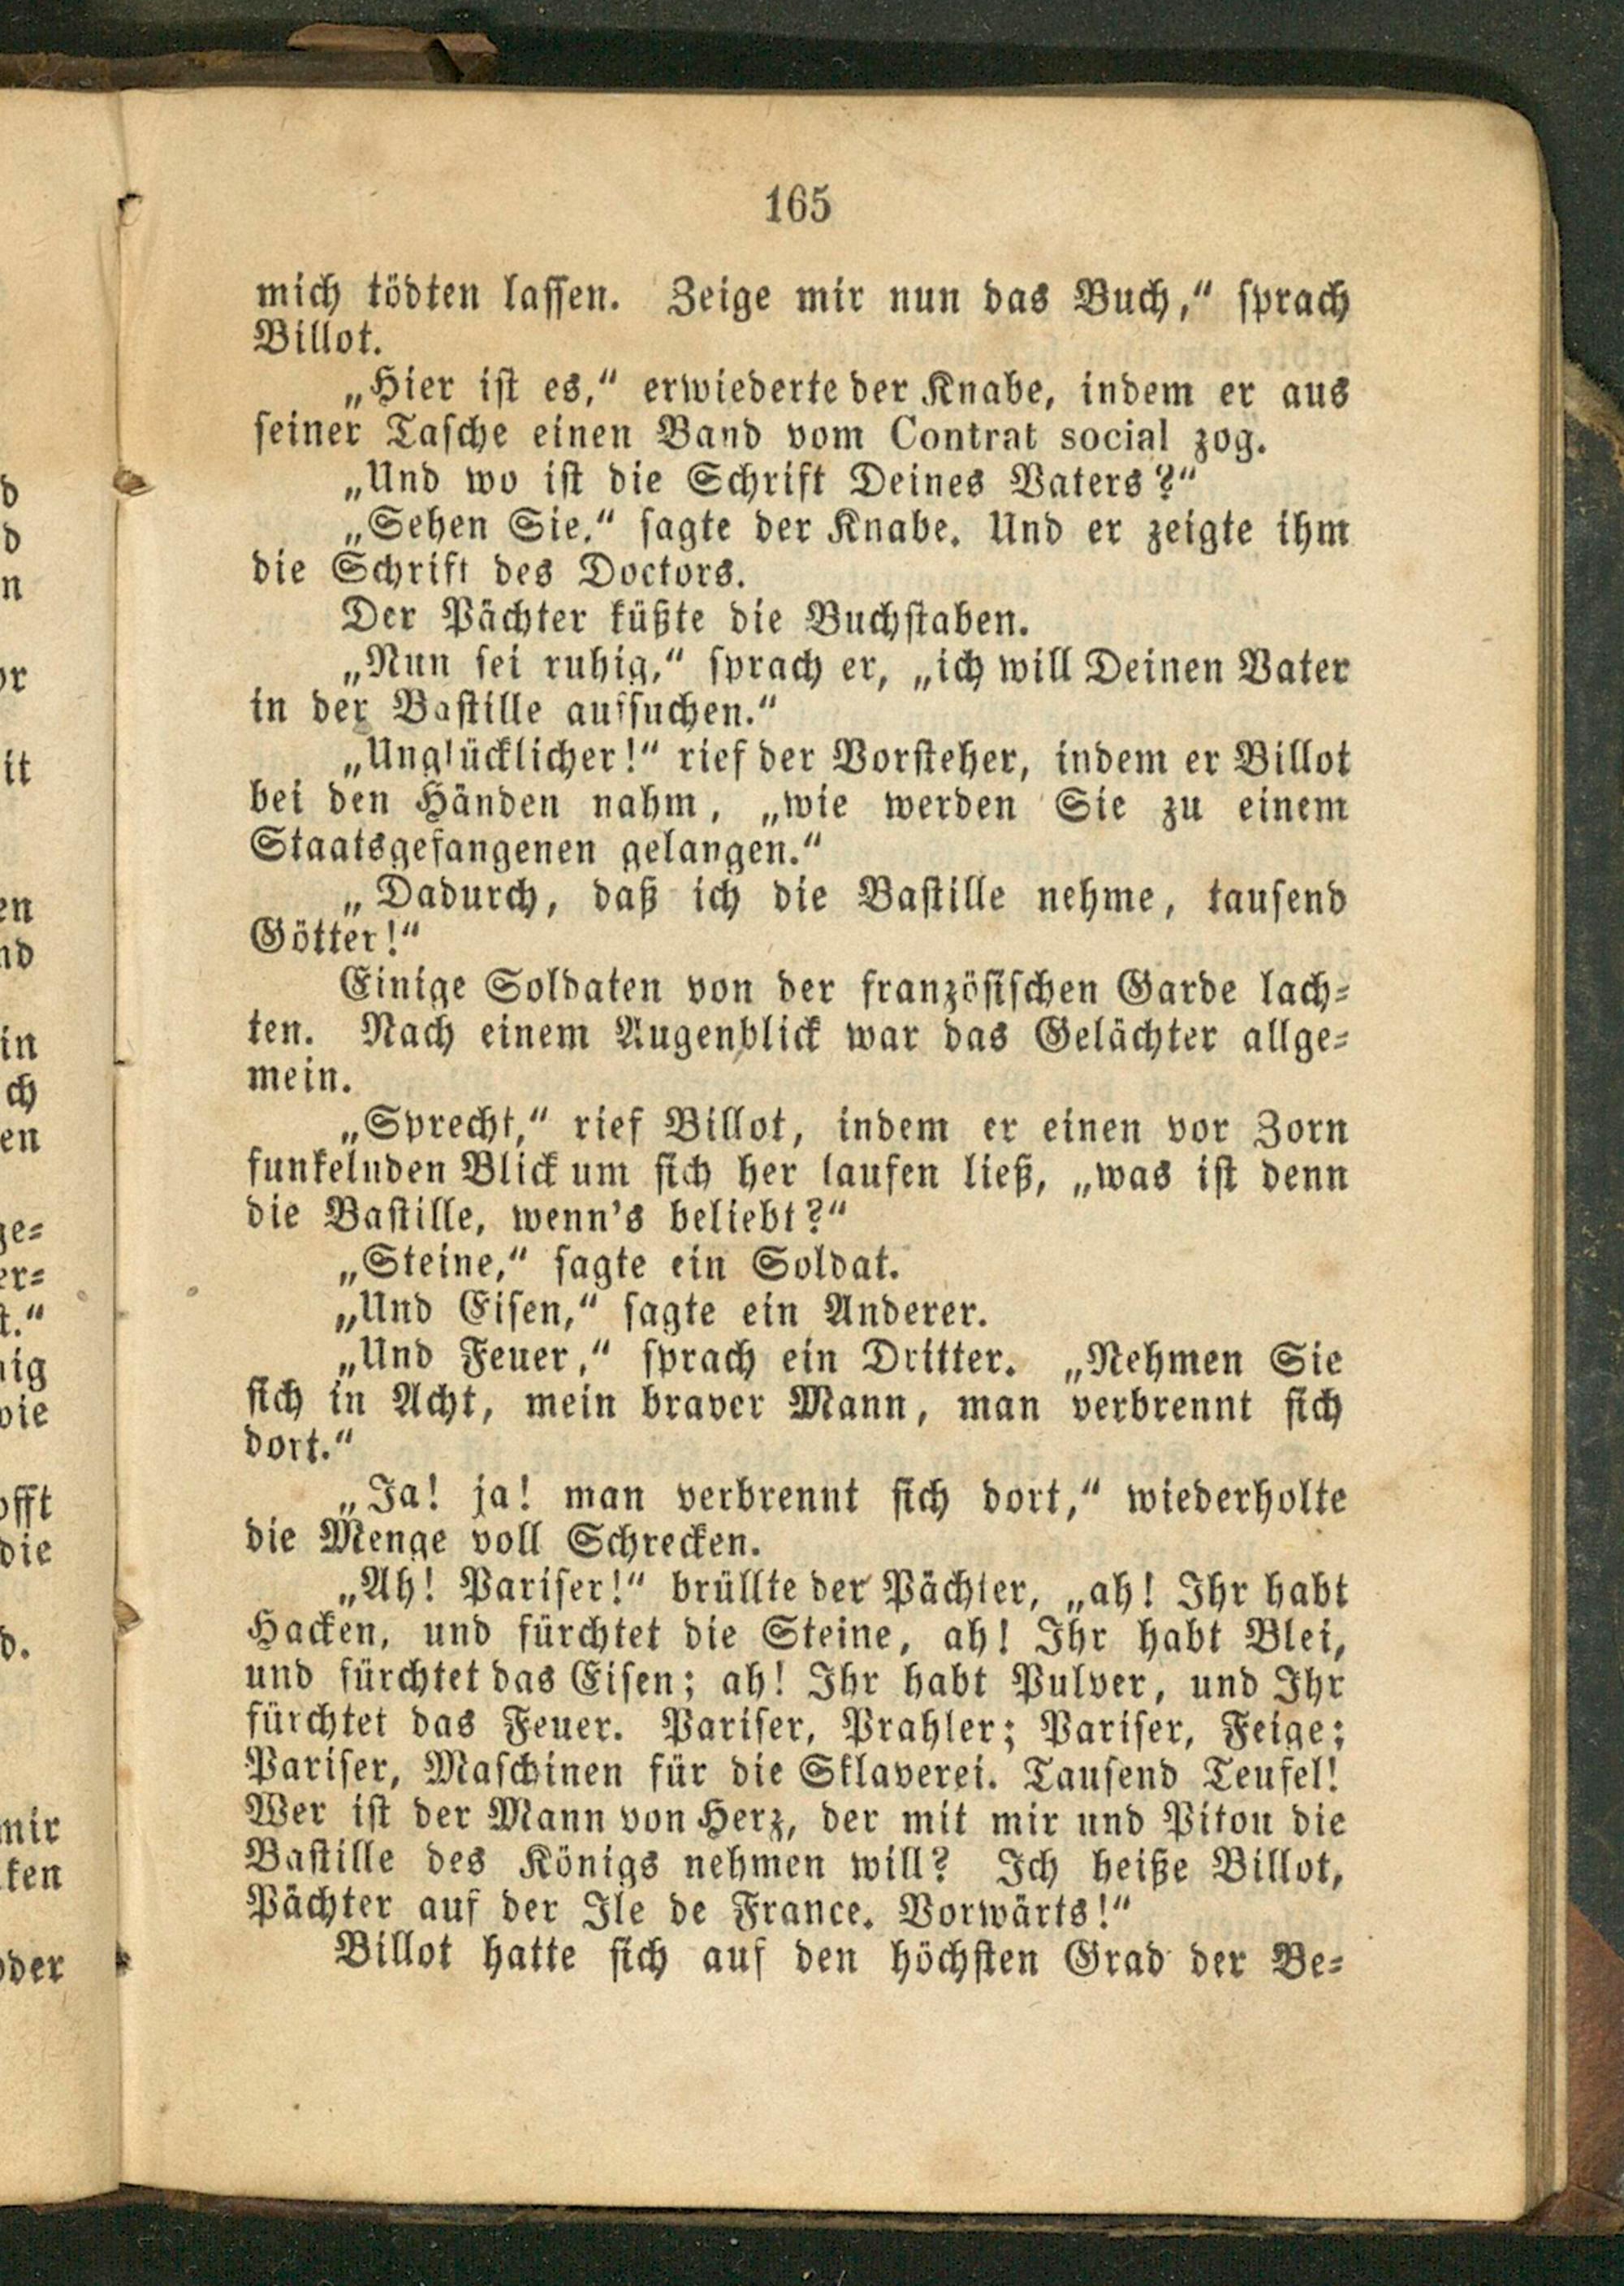 165
mich tödten lassen. Zeige mir nun das Buch,“ sprach
Billot.
„Hier ist es,“ erwiederte der Knabe, indem er aus
seiner Tasche einen Band vom Contrat social zog.
„Und wo ist die Schrift Deines Vaters?“
„Sehen Sie,“ sagte der Knabe. Und er zeigte ihm
die Schrift des Doctors.
Der Pächter küßte die Buchstaben.
„Nun sei ruhig,“ sprach er, „ich will Deinen Vater
in der Bastille aufsuchen.“
„Unglücklicher!“ rief der Vorsteher, indem er Billot
bei den Händen nahm, „wie werden Sie zu einem
Staatsgefangenen gelangen.“
„Dadurch, daß ich die Bastille nehme, tausend
Götter!“
Einige Soldaten von der französischen Garde lach-
ten. Nach einem Augenblick war das Gelächter allge-
mein.
„Sprecht,“ rief Billot, indem er einen vor Zorn
funkelnden Blick um sich her laufen ließ, „was ist denn
die Bastille, wenn's beliebt?“
„Steine,“ sagte ein Soldat.
„Und Eisen,“ sagte ein Anderer.
„Und Feuer,“ sprach ein Dritter. „Nehmen Sie
sich in Acht, mein braver Mann, man verbrennt sich
dort.“
„Ja! ja! man verbrennt sich dort,“ wiederholte
die Menge voll Schrecken.
„Ah! Pariser!“ brüllte der Pächter, „ah! Ihr habt
Hacken, und fürchtet die Steine, ah! Ihr habt Blei,
und fürchtet das Eisen; ah! Ihr habt Pulver, und Ihr
fürchtet das Feuer. Pariser, Prahler; Pariser, Feige;
Pariser, Maschinen für die Sklaverei. Tausend Teufel!
Wer ist der Mann von Herz, der mit mir und Pitou die
Bastille des Königs nehmen will? Ich heiße Billot,
Pächter auf der Ile de France. Vorwärts!“
Billot hatte sich auf den höchsten Grad der Be-